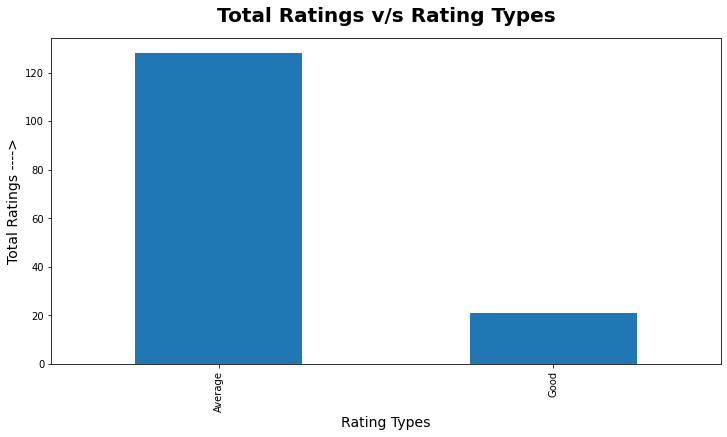 Total Ratings v/s Rating Types
Total Ratings ---->
120
100
80
60
40
20
0
Average
Good
Rating Types